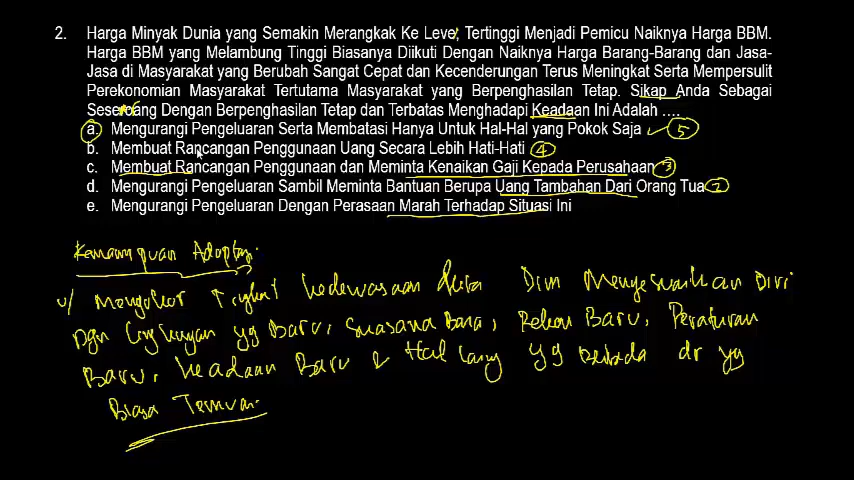 2. Harga Minyak Dunia yang Semakin Merangkak Ke Level Tertinggi Menjadi Pemicu Naiknya Harga BBM.
Harga BBM yang Melambung Tinggi Biasanya Diikuti Dengan Naiknya Harga Barang-Barang dan Jasa-
Jasa di Masyarakat yang Berubah Sangat Cepat dan Kecenderungan Terus Meningkat Serta Mempersulit
Perekonomian Masyarakat Tertutama Masyarakat yang Berpenghasilan Tetap. Sikap Anda Sebagai
Seseorang Dengan Berpenghasilan Tetap dan Terbatas Menghadapi Keadaan Ini Adalah ....
a. Mengurangi Pengeluaran Serta Membatasi Hanya Untuk Hal-Hal yang Pokok Saja 5
b. Membuat Rancangan Penggunaan Uang Secara Lebih Hati-Hati 4
c. Membuat Rancangan Penggunaan dan Meminta Kenaikan Gaji Kepada Perusahaan 3
d. Mengurangi Pengeluaran Sambil Meminta Bantuan Berupa Uang Tambahan Dari Orang Tua 2
e. Mengurangi Pengeluaran Dengan Perasaan Marah Terhadap Situasi Ini
Kemampuan Adaptasi
u/ Mengukur Tingkat kedewasaan kita Dlm Menyesuaikan Diri
Dgn Lingkungan yg Baru, Suasana Baru, Rekan Baru, Peraturan
Baru, keadaan Baru & Hal yg Berbeda dr yg
Biasa Temui.